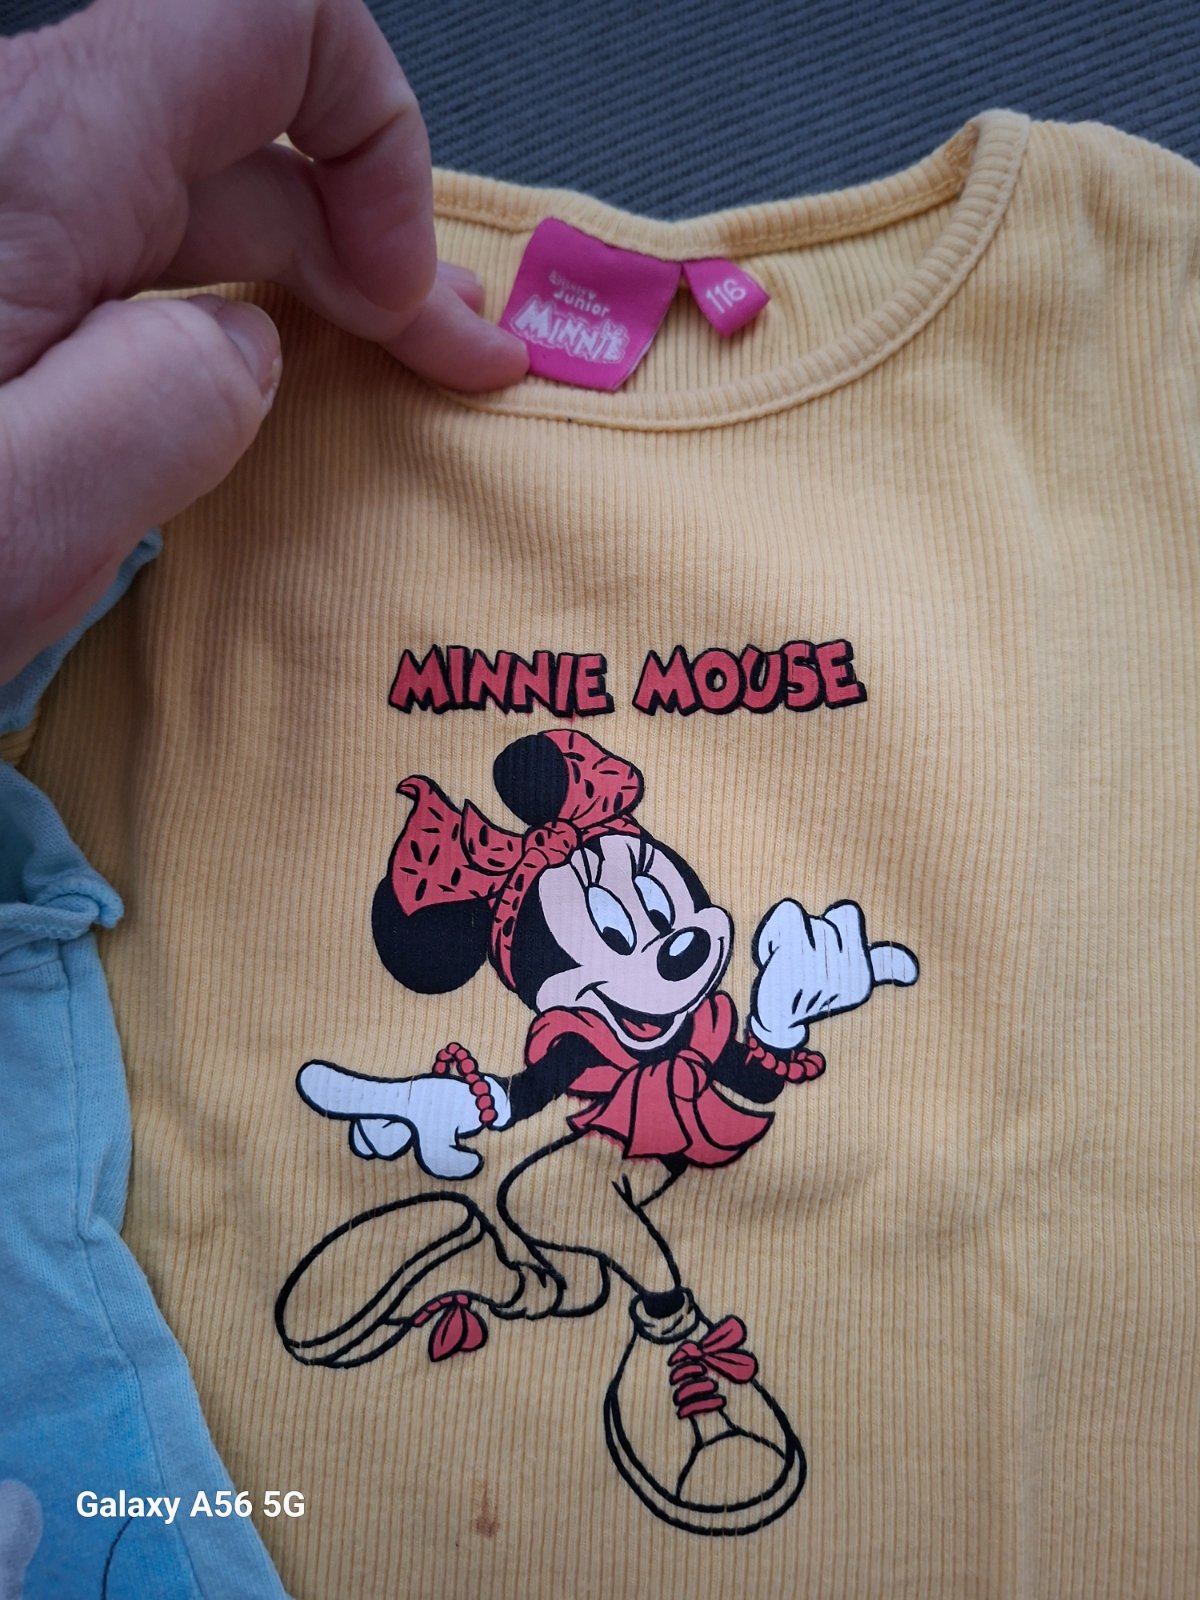 Disney
Junior
MINNIE
116
MINNIE MOUSE
Galaxy A56 5G